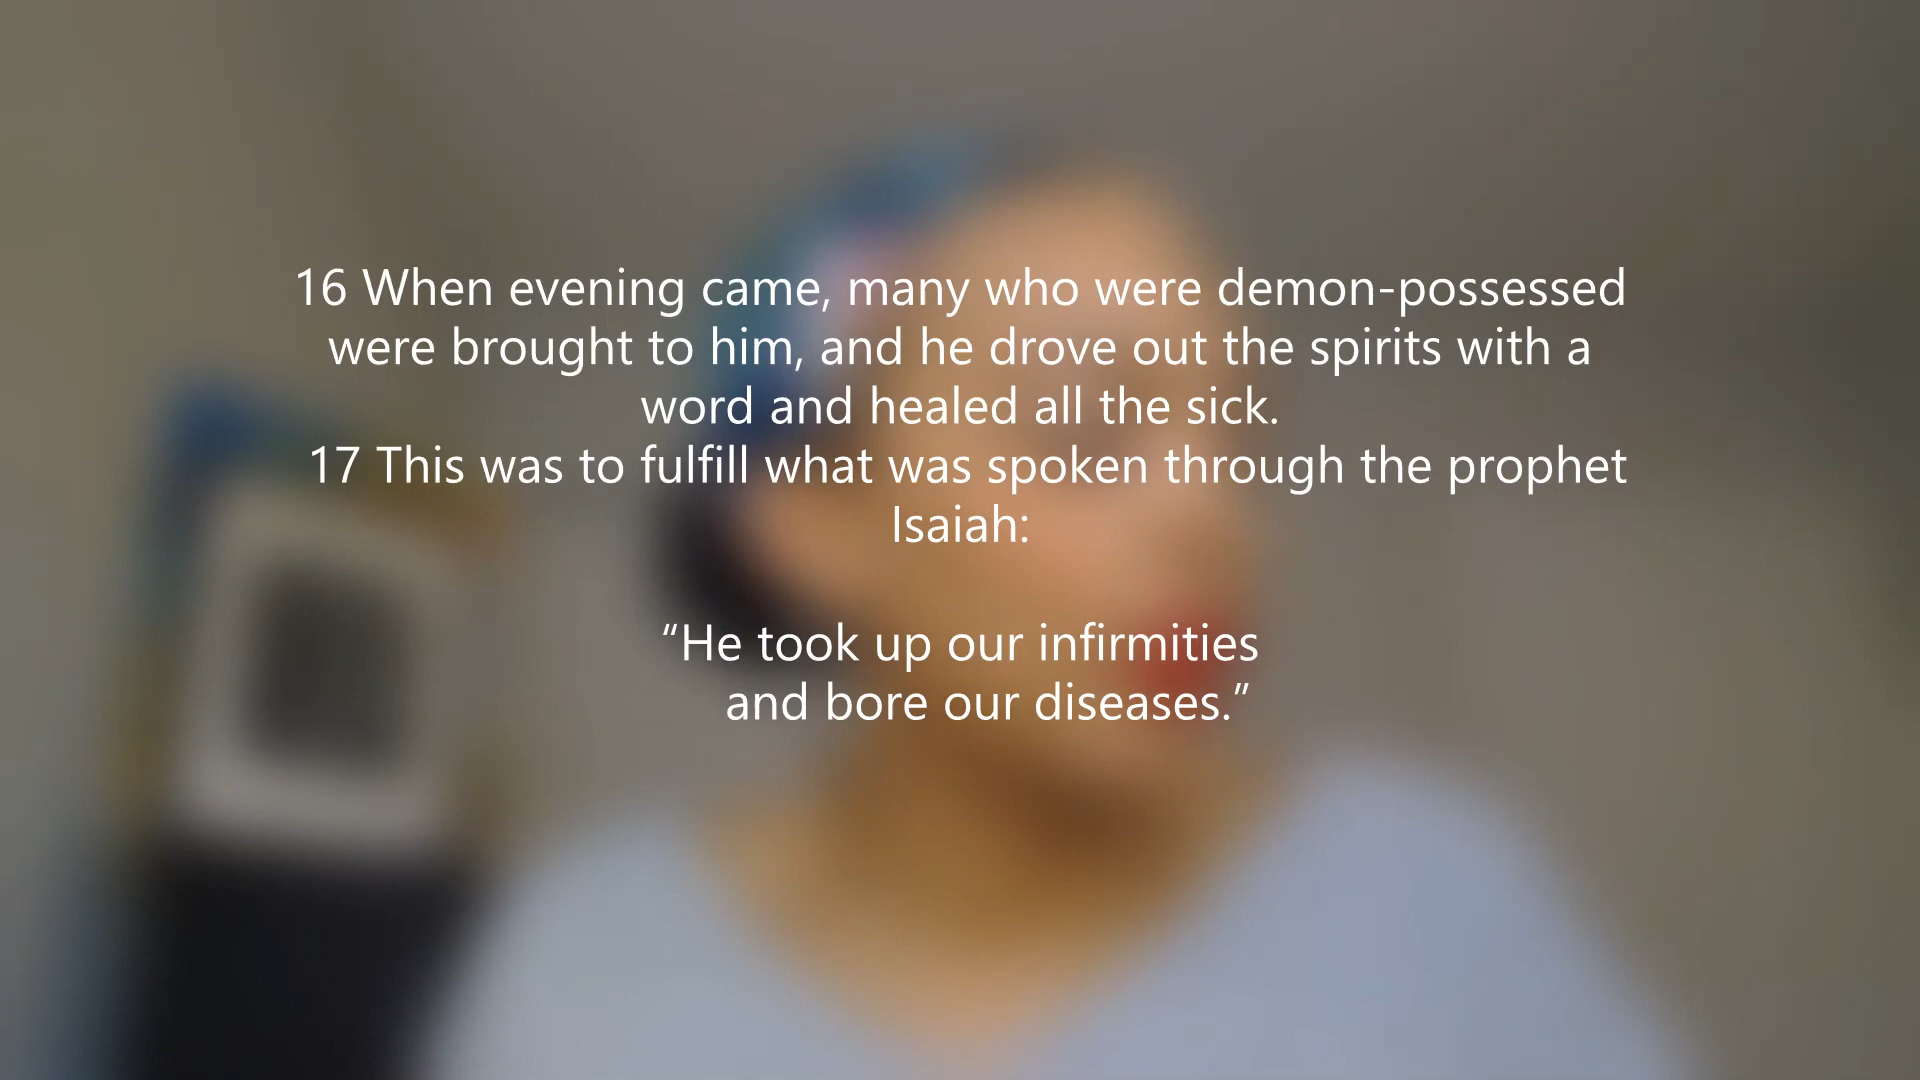 16 When evening came, many who were demon-possessed
were brought to him, and he drove out the spirits with a
word and healed all the sick.
17 This was to fulfill what was spoken through the prophet
Isaiah:
“He took up our infirmities
and bore our diseases.”